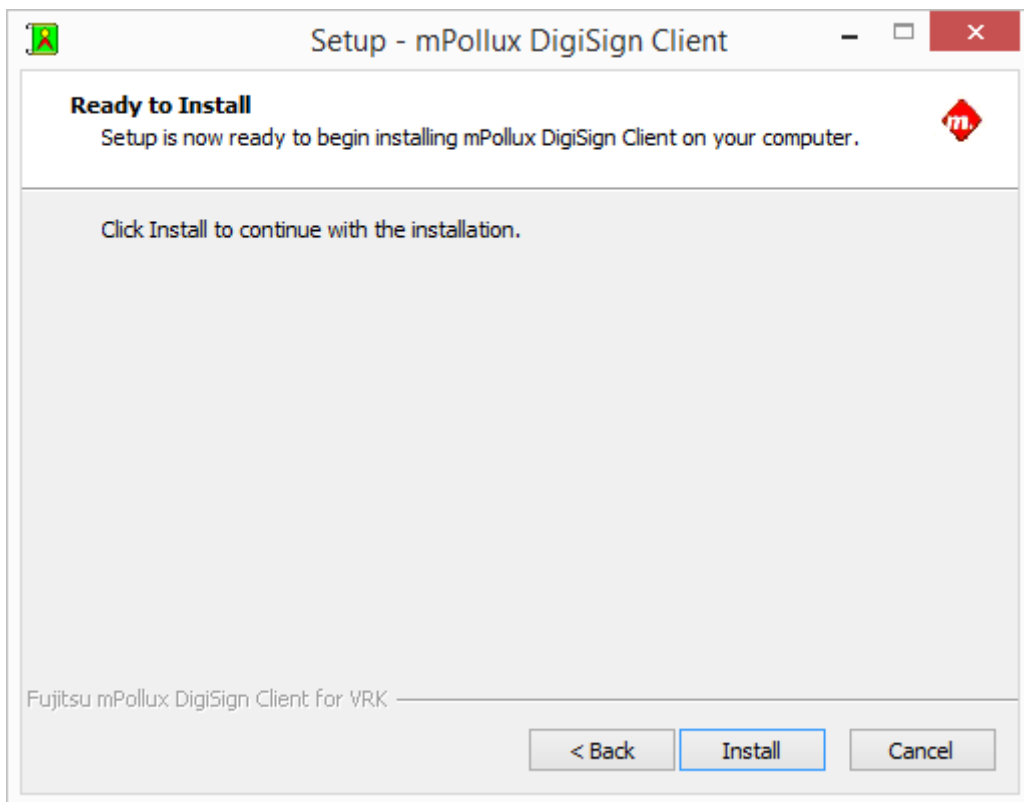 Setup - mPollux DigiSign Client
Ready to Install
Setup is now ready to begin installing mPollux DigiSign Client on your computer.
m.
Click Install to continue with the installation.
Fujitsu mPollux DigiSign Client for VRK
< Back
Install
Cancel